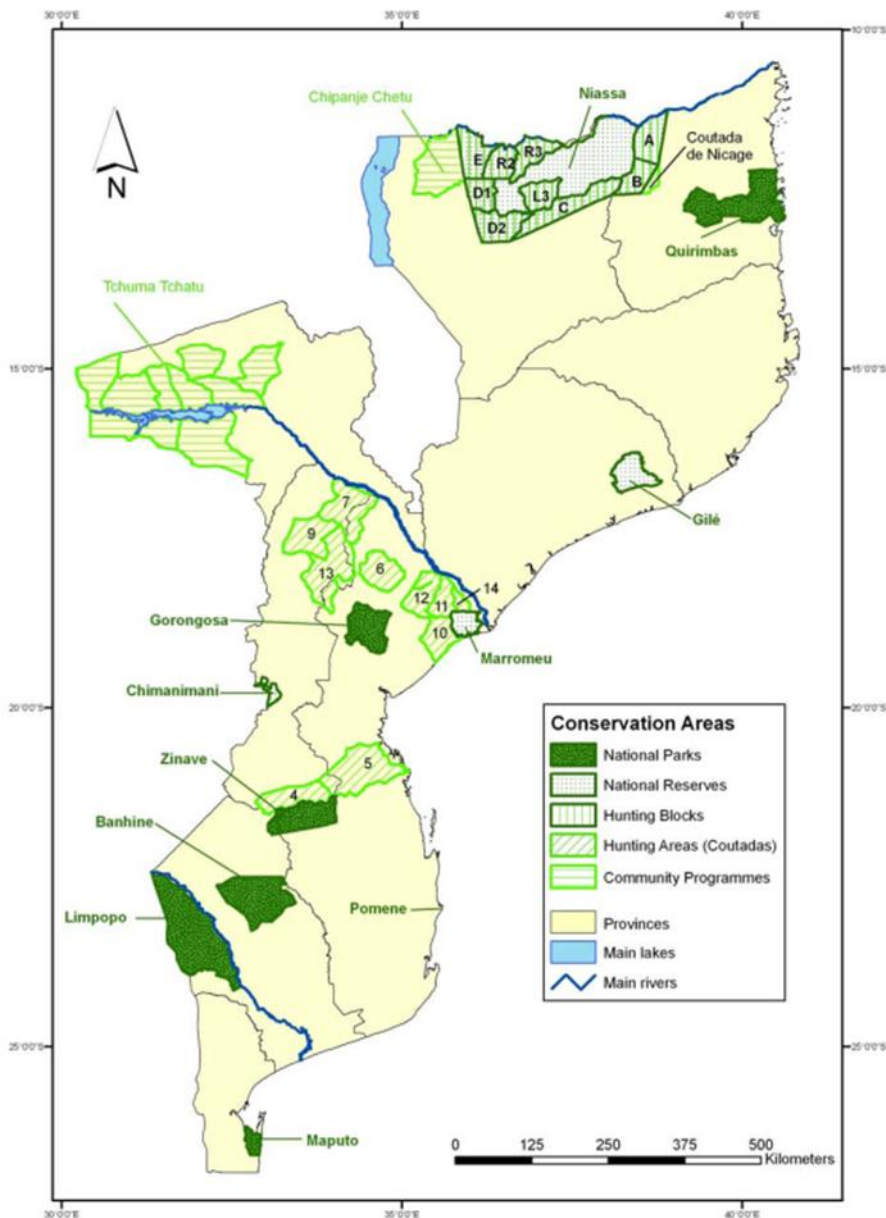 30°0'0"E
35°0'0"E
40°0'0"E
10°0'0"S
Chipanje Chetu
Niassa
N
E
R2
R3
A
Coutada
de Nicage
D1
L3
B
C
D2
Quirimbas
Tchuma Tchatu
15°0'0"S
15°0'0"S
7
9
13
6
12
11
14
10
Gilé
Gorongosa
Marromeu
Chimanimani
20°0'0"S
20°0'0"S
Zinave
5
4
Banhine
Limpopo
Pomene
Conservation Areas
National Parks
National Reserves
Hunting Blocks
Hunting Areas (Coutadas)
Community Programmes
Provinces
Main lakes
Main rivers
25°0'0"S
25°0'0"S
Maputo
0 125 250 375 500
Kilometers
30°0'0"E
35°0'0"E
40°0'0"E